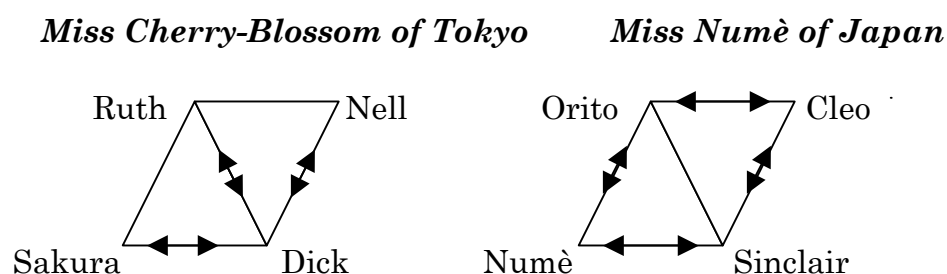 Miss Cherry-Blossom of Tokyo Miss Numè of Japan
Ruth Nell Orito Cleo
Sakura Dick Numè Sinclair